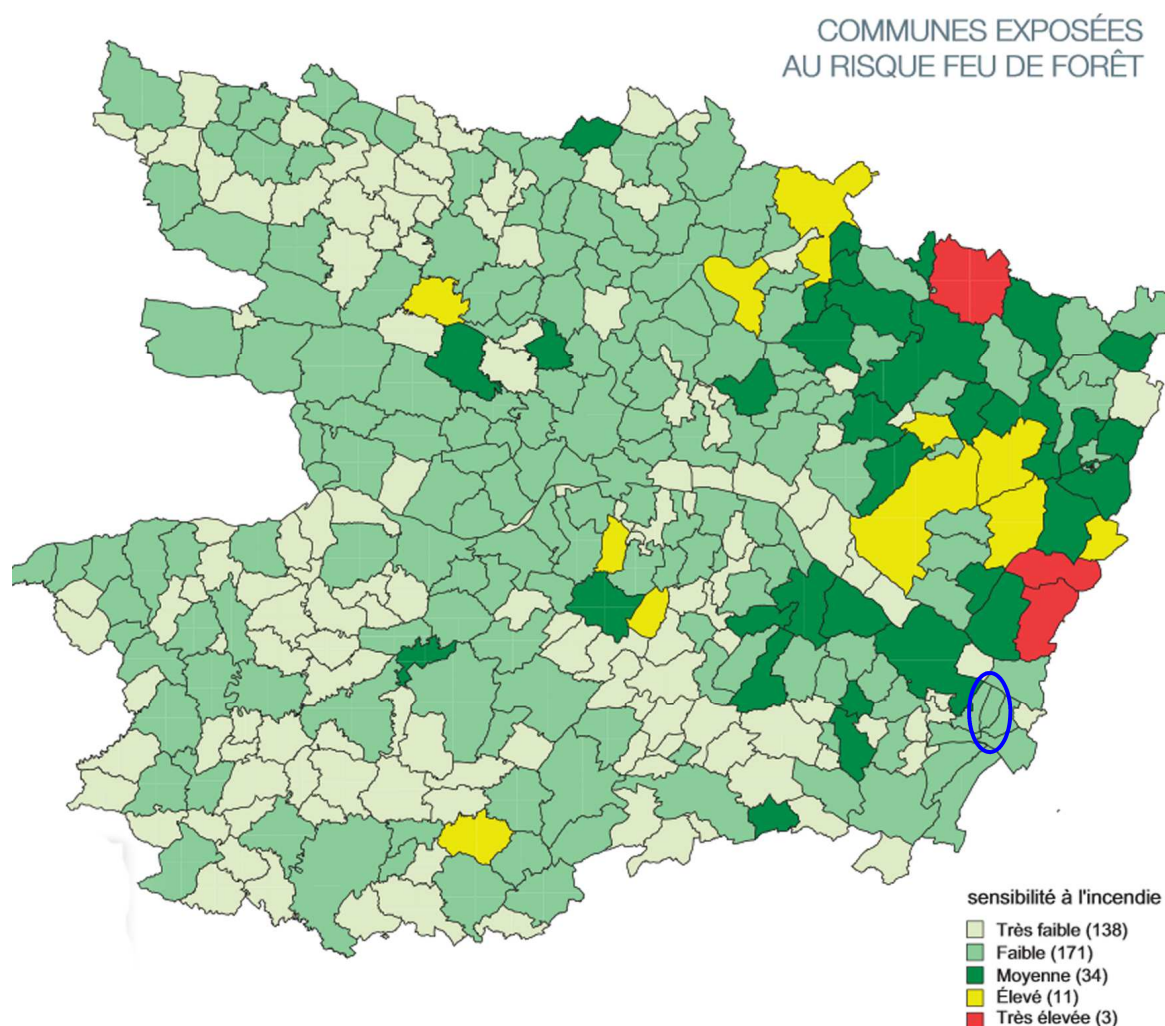 COMMUNES EXPOSÉES
AU RISQUE FEU DE FORÊT
sensibilité à l'incendie
Très faible (138)
Faible (171)
Moyenne (34)
Élevé (11)
Très élevée (3)